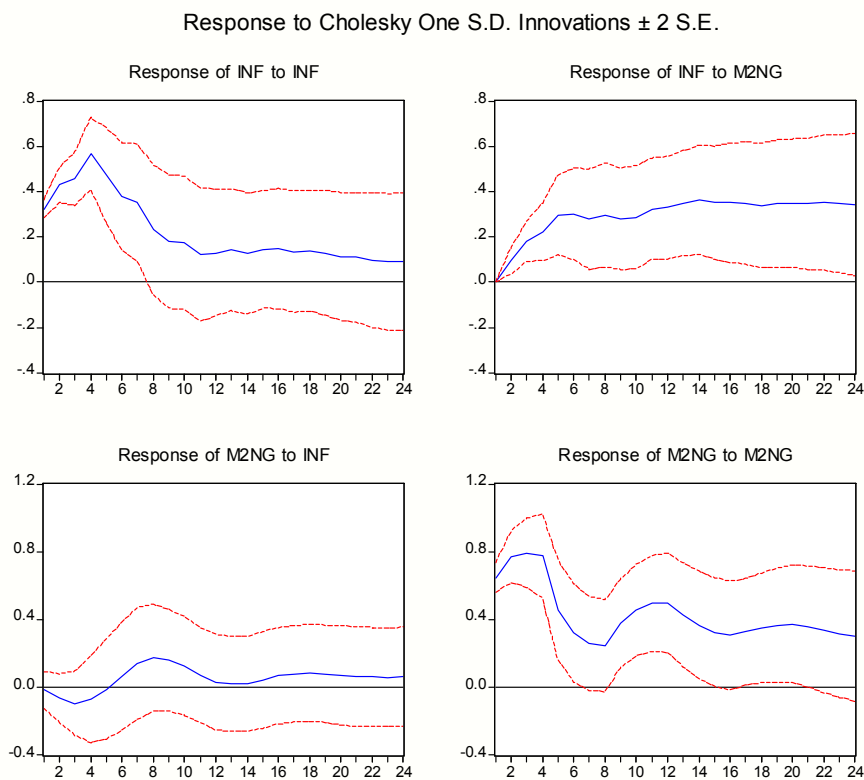 Response to Cholesky One S.D. Innovations ± 2 S.E.
Response of INF to INF
.8
.6
.4
.2
.0
-.2
-.4
2 4 6 8 10 12 14 16 18 20 22 24
Response of INF to M2NG
.8
.6
.4
.2
.0
-.2
-.4
2 4 6 8 10 12 14 16 18 20 22 24
Response of M2NG to INF
1.2
0.8
0.4
0.0
-0.4
2 4 6 8 10 12 14 16 18 20 22 24
Response of M2NG to M2NG
1.2
0.8
0.4
0.0
-0.4
2 4 6 8 10 12 14 16 18 20 22 24